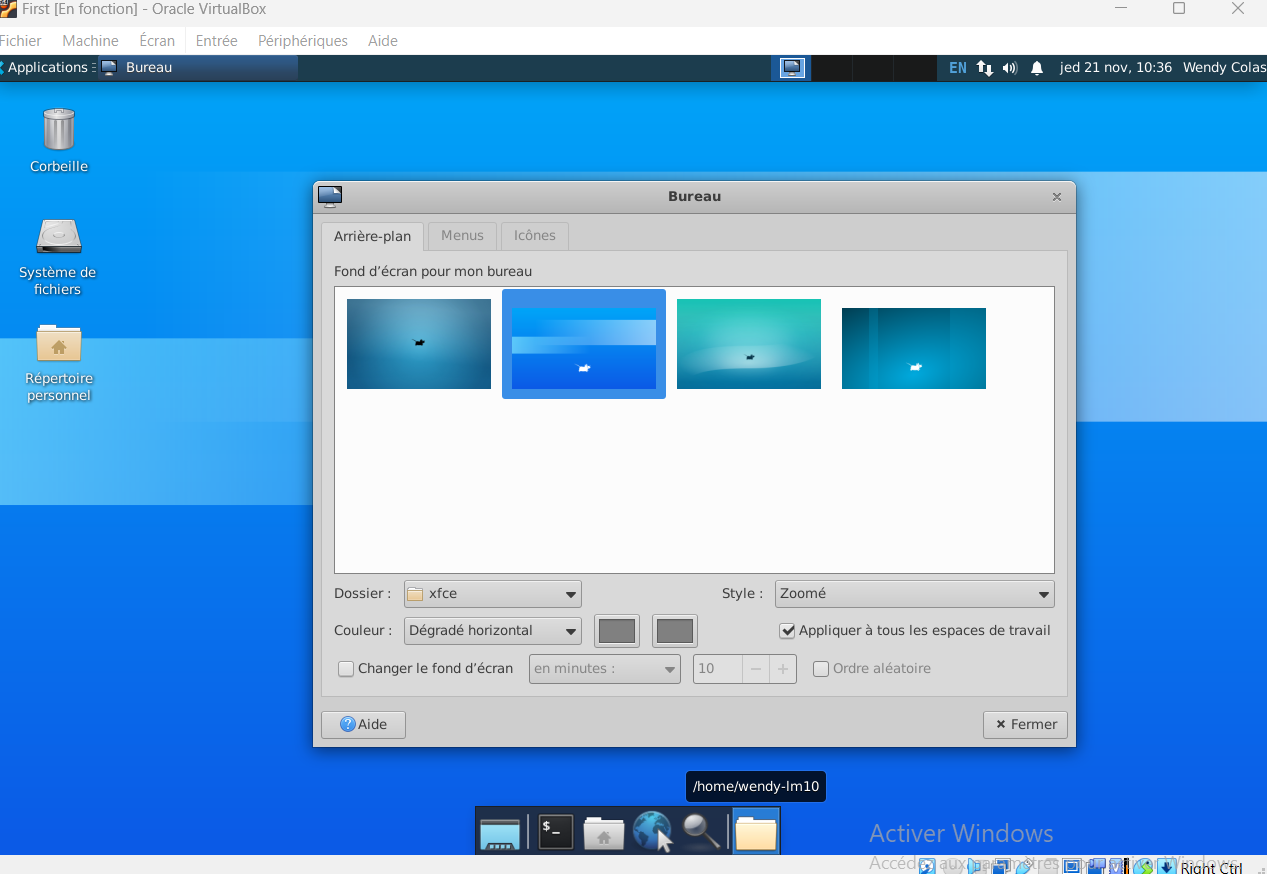 First [En fonction] - Oracle VirtualBox
Fichier Machine Écran Entrée Périphériques Aide
Applications Bureau EN jed 21 nov, 10:36 Wendy Colas
Corbeille
Système de
fichiers
Répertoire
personnel
Bureau
Arrière-plan Menus Icônes
Fond d’écran pour mon bureau
Dossier : xfce Style : Zoomé
Couleur : Dégradé horizontal Appliquer à tous les espaces de travail
Changer le fond d’écran en minutes : 10 Ordre aléatoire
Aide Fermer
/home/wendy-lm10
$_
Activer Windows
Accédez aux paramètres pour activer Windows.
Right Ctrl